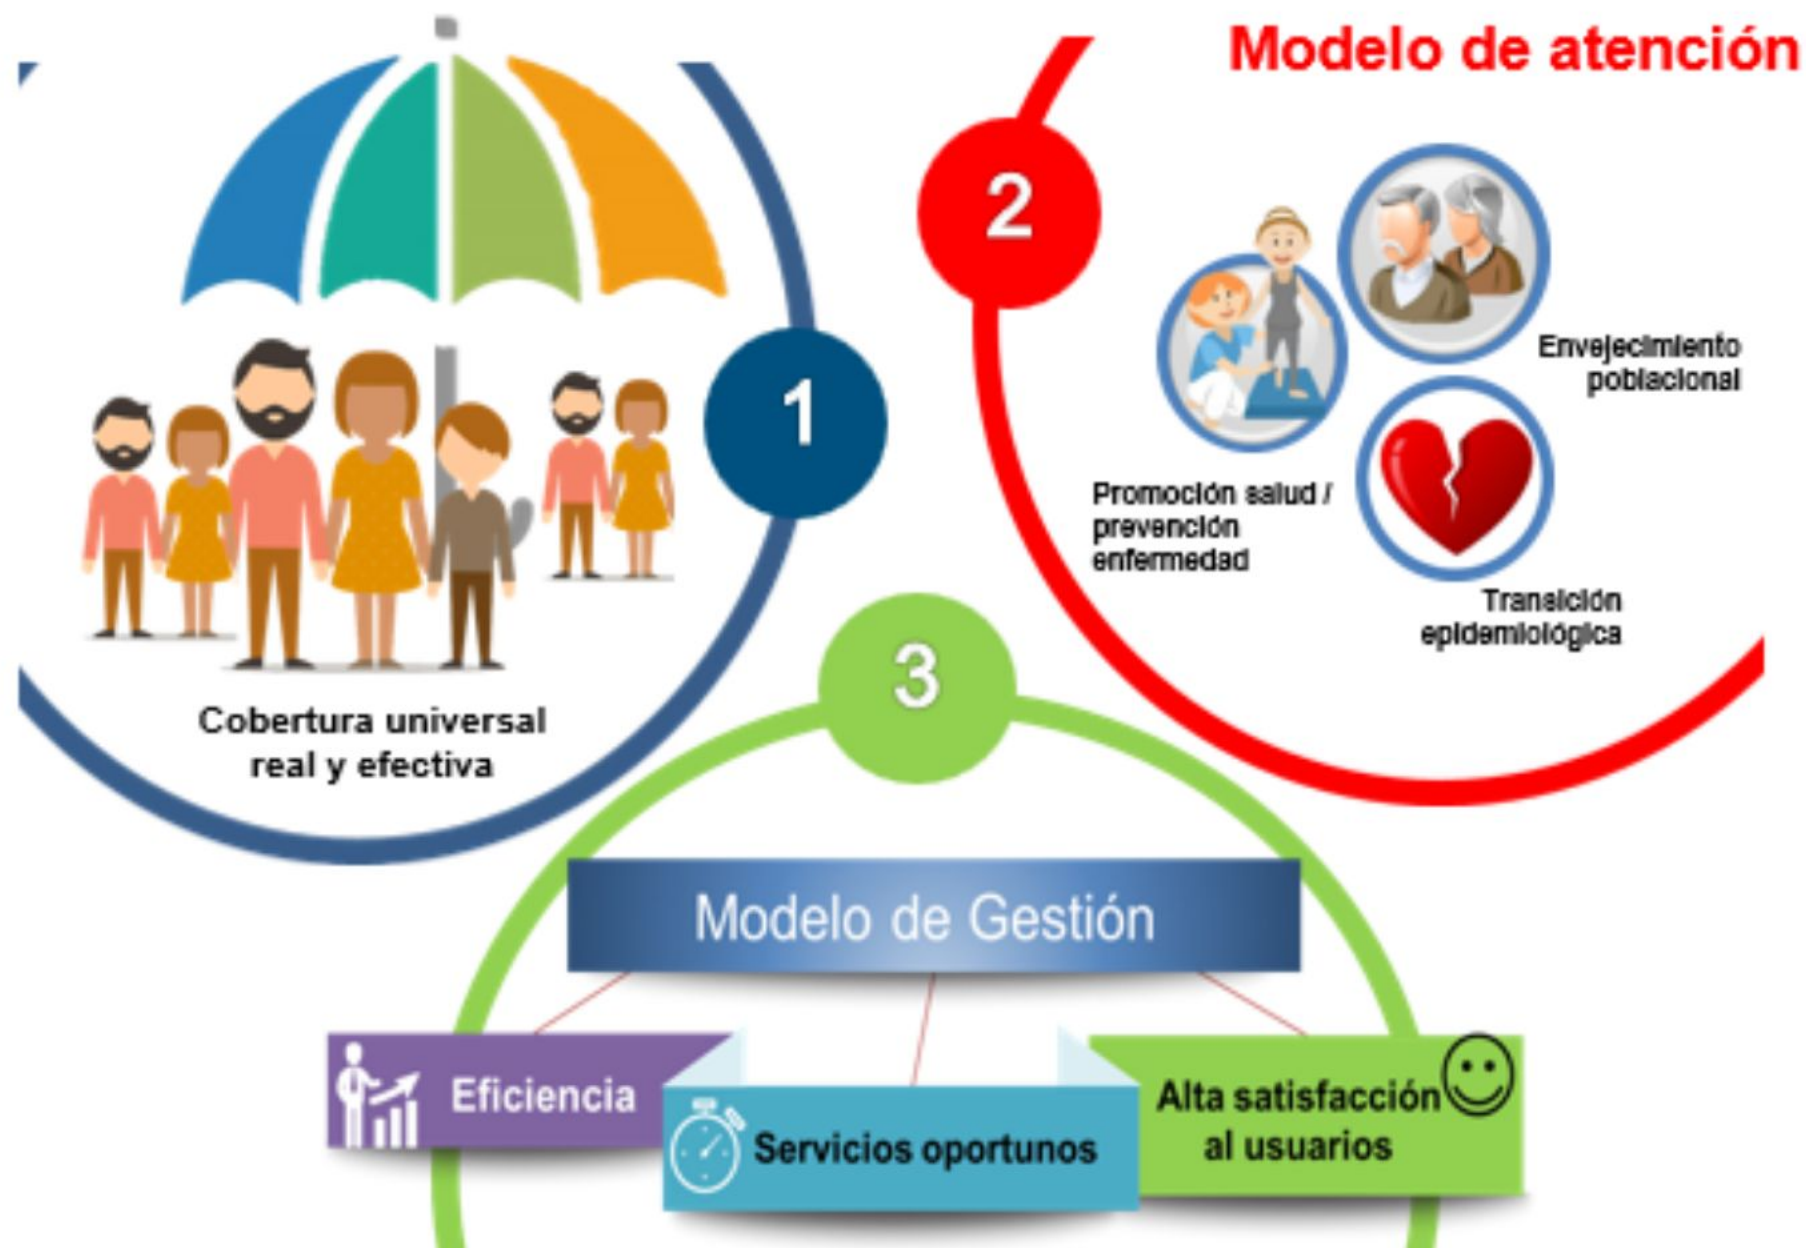 1
Cobertura universal
real y efectiva
Modelo de atención
2
Envejecimiento
poblacional
Promoción salud /
prevención
enfermedad
Transición
epidemiológica
3
Modelo de Gestión
Eficiencia
Servicios oportunos
Alta satisfacción
al usuarios